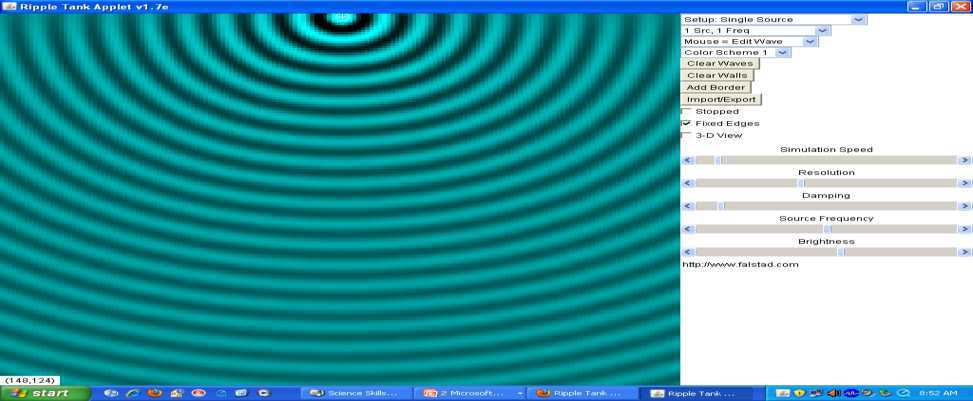 Ripple Tank Applet v1.7e
Setup: Single Source
1 Src, 1 Freq
Mouse = Edit Wave
Color Scheme 1
Clear Waves
Clear Walls
Add Border
Import/Export
Stopped
Fixed Edges
3-D View
Simulation Speed
Resolution
Damping
Source Frequency
Brightness
http://www.falstad.com
(148,124)
start
Science Skills...
2 Microsoft...
Ripple Tank ...
Ripple Tank ...
8:52 AM